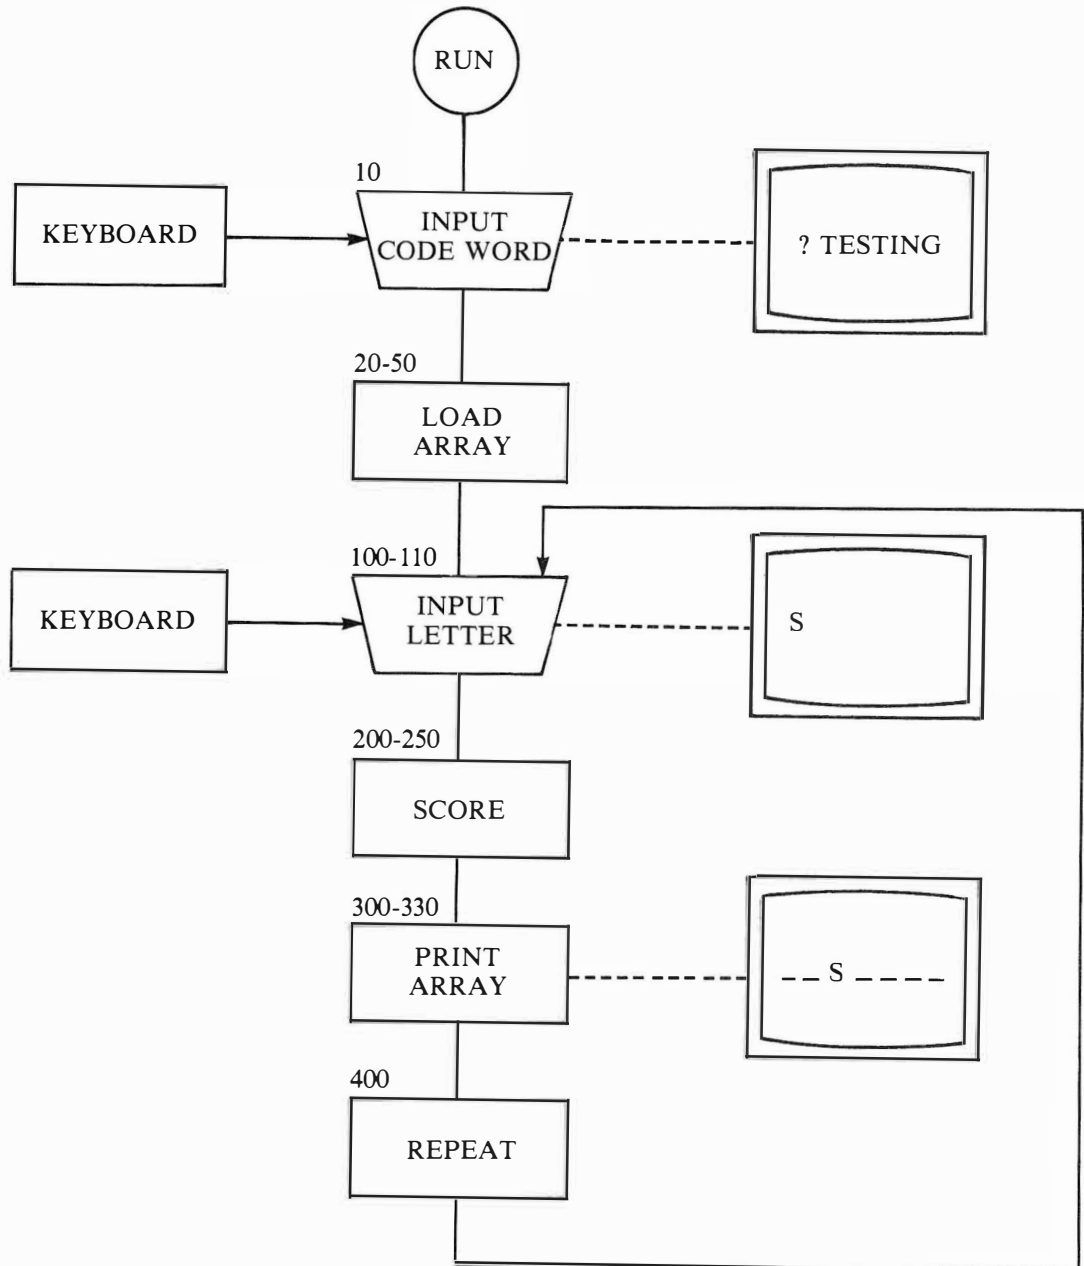 RUN
10
KEYBOARD
INPUT
CODE WORD
? TESTING
20-50
LOAD
ARRAY
100-110
KEYBOARD
INPUT
LETTER
S
200-250
SCORE
300-330
PRINT
ARRAY
_ _ S _ _ _ _
400
REPEAT